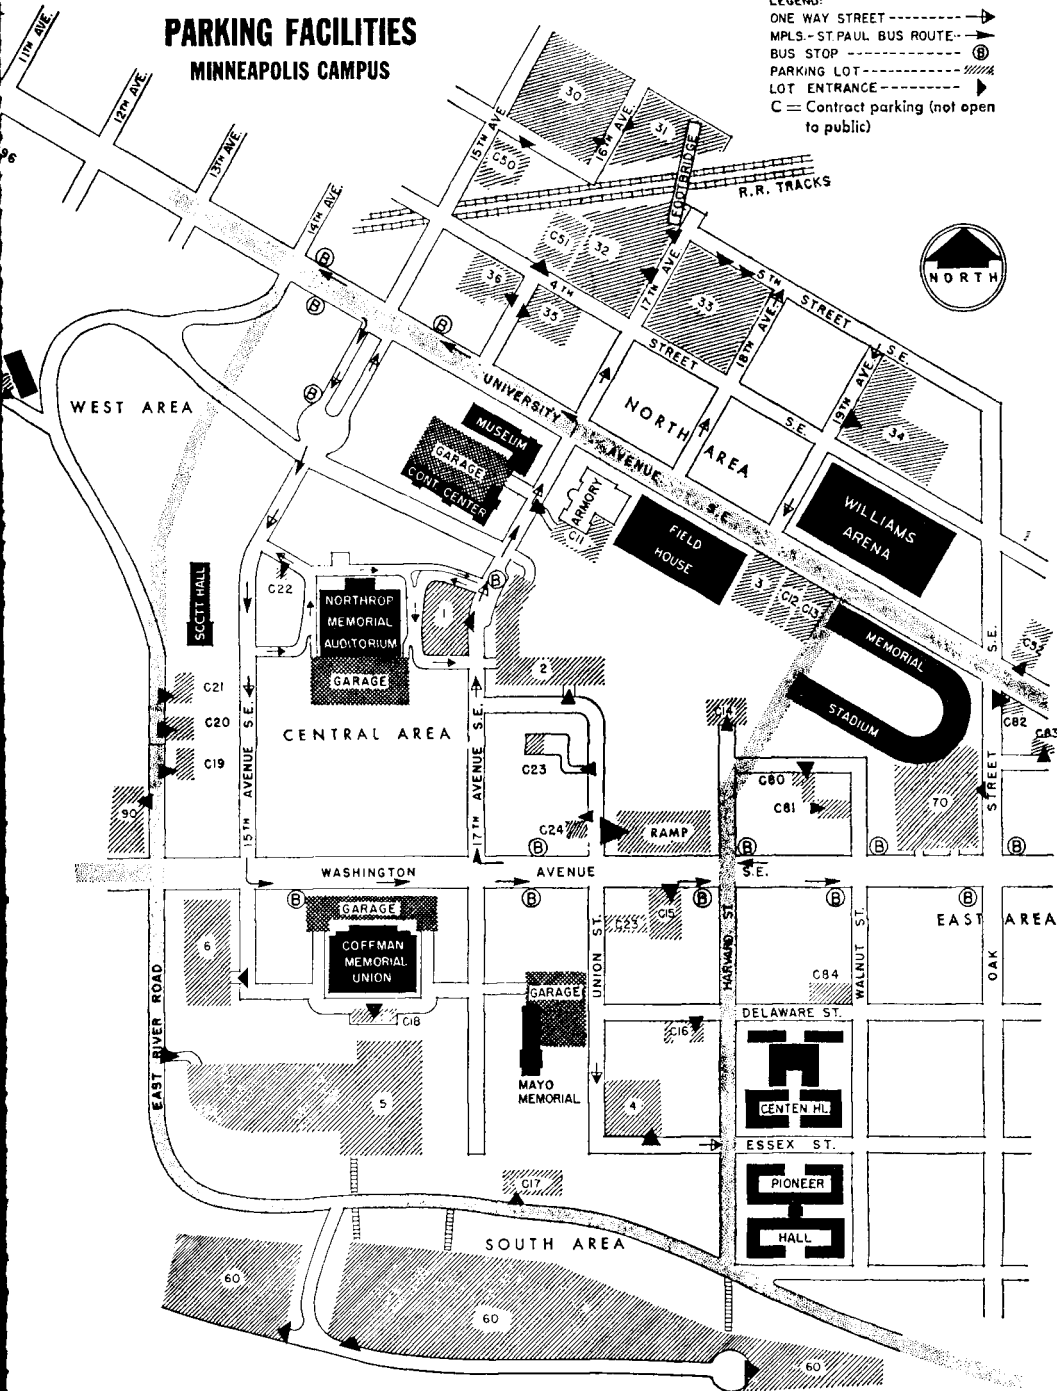 PARKING FACILITIES
MINNEAPOLIS CAMPUS
LEGEND:
ONE WAY STREET
MPLS.-ST. PAUL BUS ROUTE
BUS STOP B
PARKING LOT
LOT ENTRANCE
C = Contract parking (not open
to public)
11TH AVE.
12TH AVE.
13TH AVE.
14TH AVE.
15TH AVE.
16TH AVE.
30
31
C50
FOOTBRIDGE
R.R. TRACKS
96
NORTH
C51
32
36
35
33
4TH
STREET
S.E.
17TH AVE.
18TH AVE.
19TH AVE.
5TH
STREET
S.E.
34
B
B
B
B
WEST AREA
UNIVERSITY
AVENUE
S.E.
NORTH
AREA
MUSEUM
GARAGE
CONT. CENTER
ARMORY
C11
FIELD
HOUSE
WILLIAMS
ARENA
3
C12
C13
MEMORIAL
STADIUM
C52
C82
C83
SCOTT HALL
C22
NORTHROP
MEMORIAL
AUDITORIUM
GARAGE
1
B
2
C21
C20
C19
90
CENTRAL AREA
15TH AVENUE S.E.
17TH AVENUE S.E.
C14
C23
C24
RAMP
C80
C81
70
STREET
S.E.
B
B
B
B
WASHINGTON
AVENUE
S.E.
B
B
B
B
B
GARAGE
COFFMAN
MEMORIAL
UNION
6
C18
C15
C25
UNION ST.
HARVARD ST.
WALNUT ST.
OAK
EAST AREA
C84
GARAGE
MAYO
MEMORIAL
C16
DELAWARE ST.
CENTEN HL
EAST RIVER ROAD
5
4
ESSEX ST.
C17
PIONEER
HALL
SOUTH AREA
60
60
60